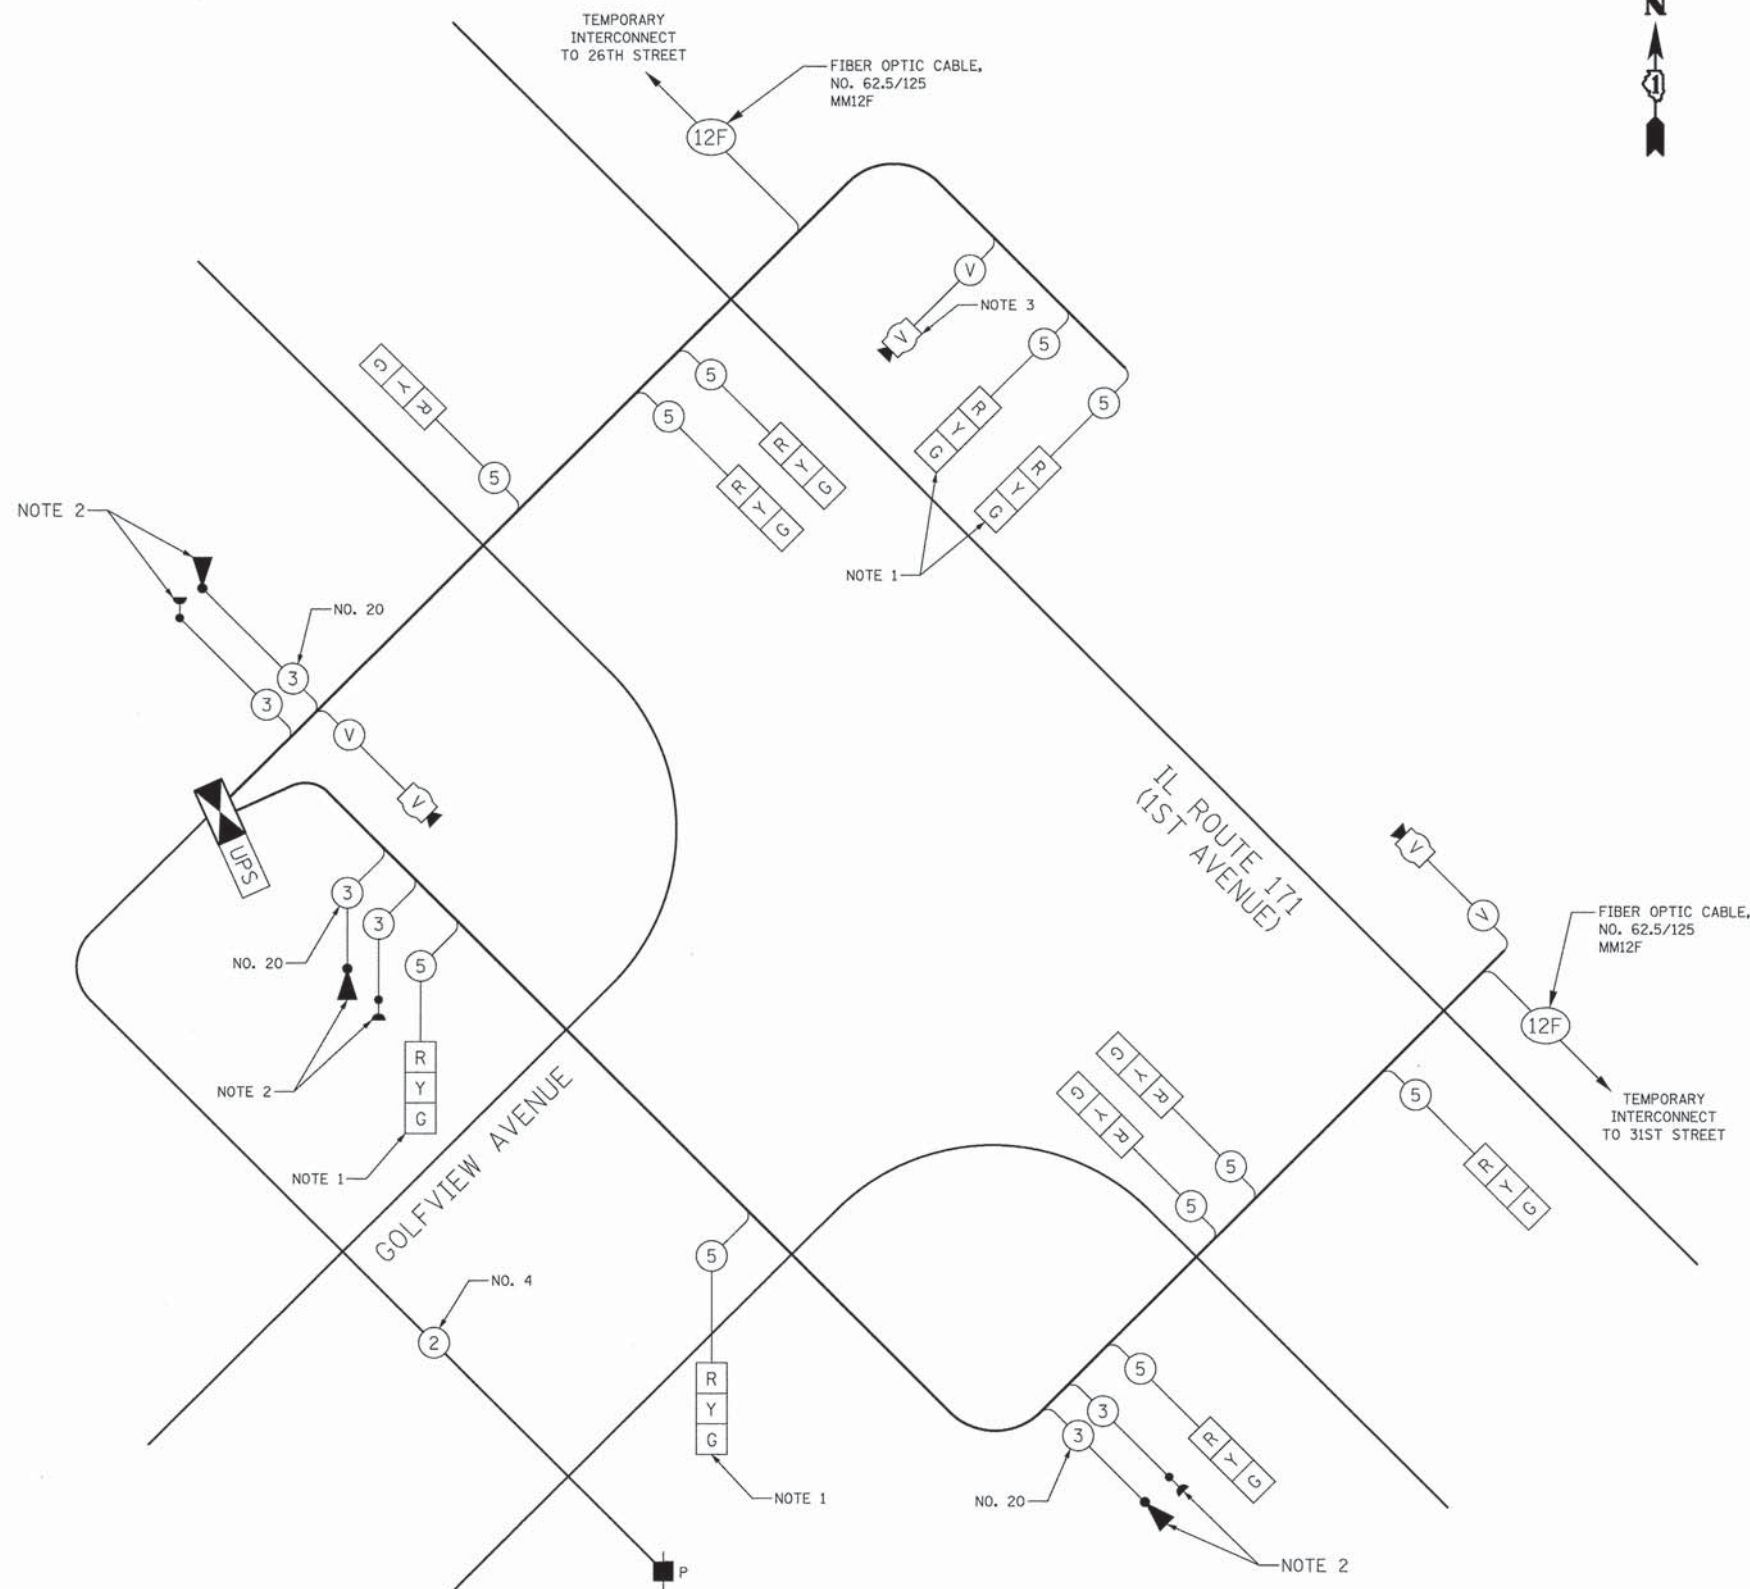 N
1
TEMPORARY
INTERCONNECT
TO 26TH STREET
FIBER OPTIC CABLE,
NO. 62.5/125
MM12F
12F
V
V
NOTE 3
5
R Y G
5
R Y G
NOTE 1
5
R Y G
5
R Y G
R Y G
5
NOTE 2
NO. 20
3
3
V
V
UPS
3
NO. 20
3
5
R
Y
G
NOTE 2
NOTE 1
GOLFVIEW AVENUE
IL ROUTE 171
(1ST AVENUE)
V
V
FIBER OPTIC CABLE,
NO. 62.5/125
MM12F
12F
TEMPORARY
INTERCONNECT
TO 31ST STREET
5
R Y G
R Y G
5
R Y G
5
NO. 4
2
P
5
R
Y
G
NOTE 1
5
R Y G
3
3
NO. 20
NOTE 2